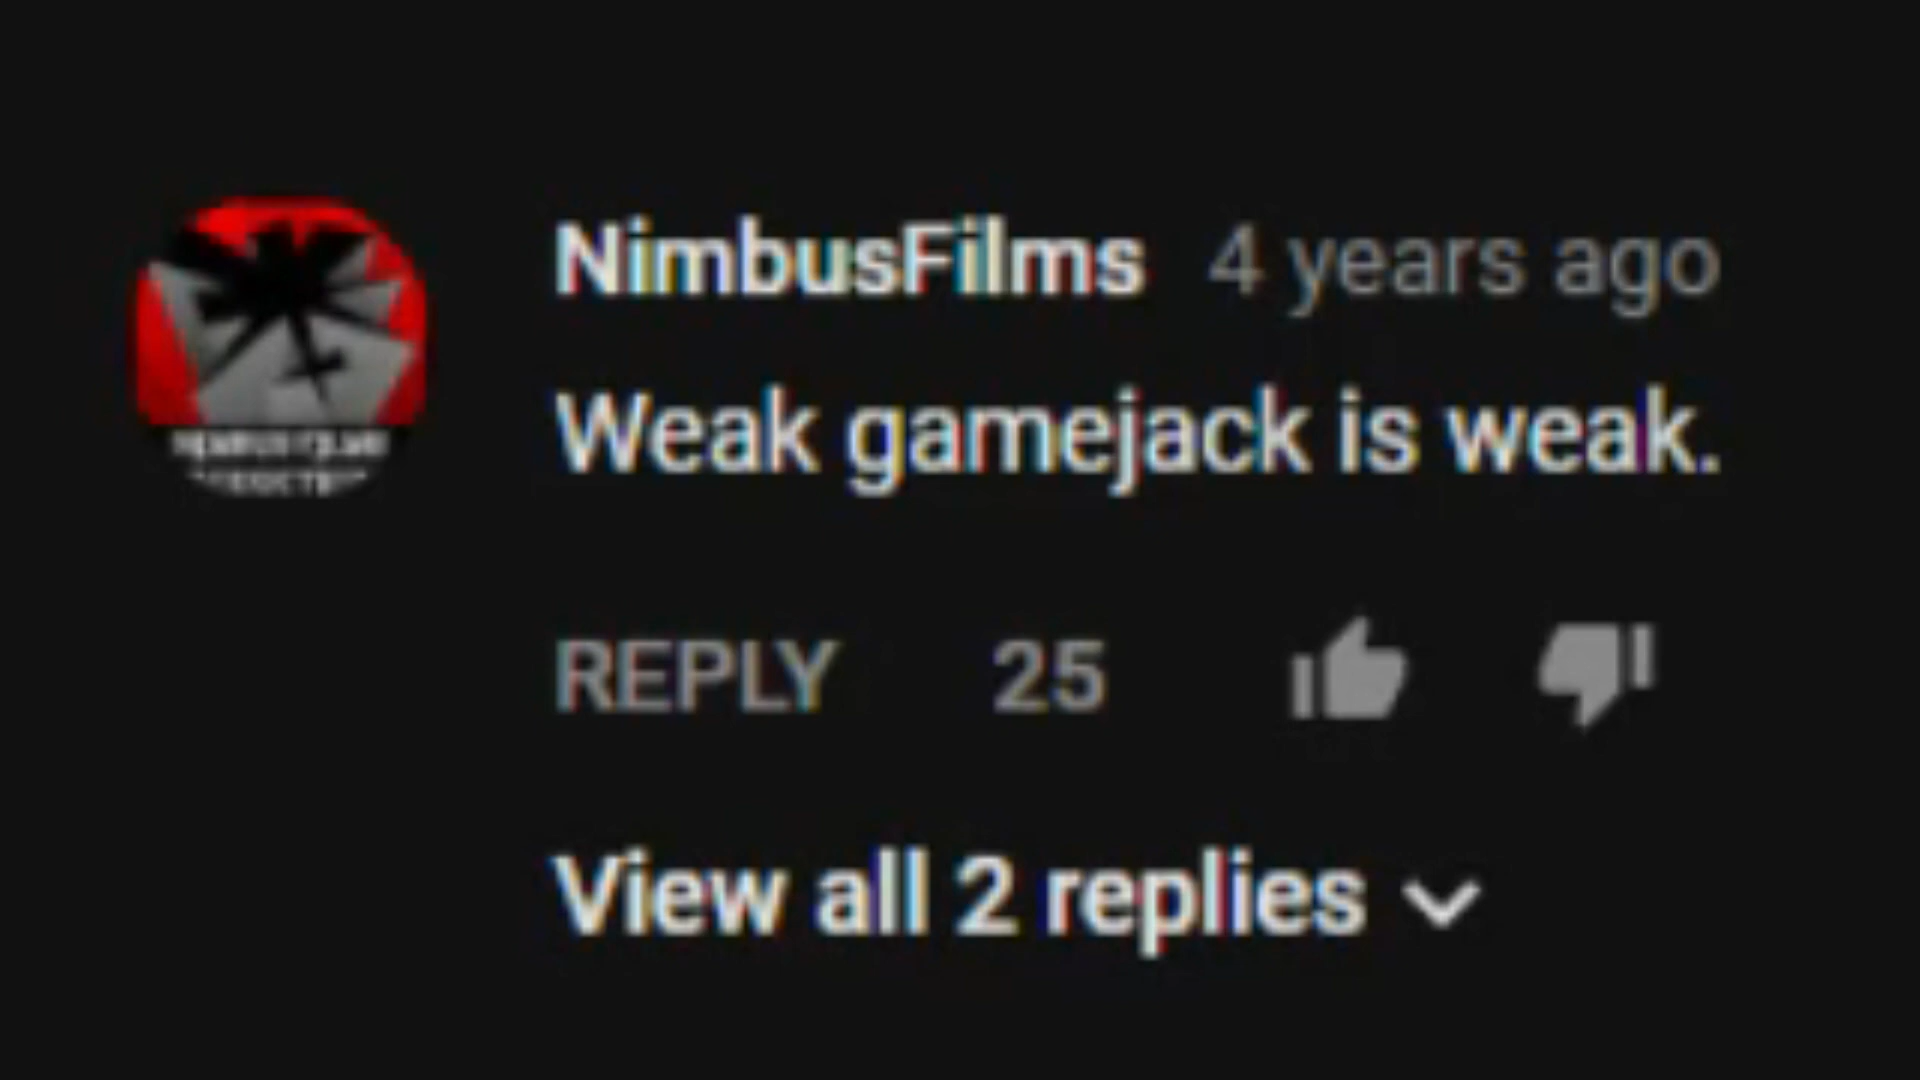 NimbusFilms 4 years ago
Weak gamejack is weak.
REPLY 25
View all 2 replies